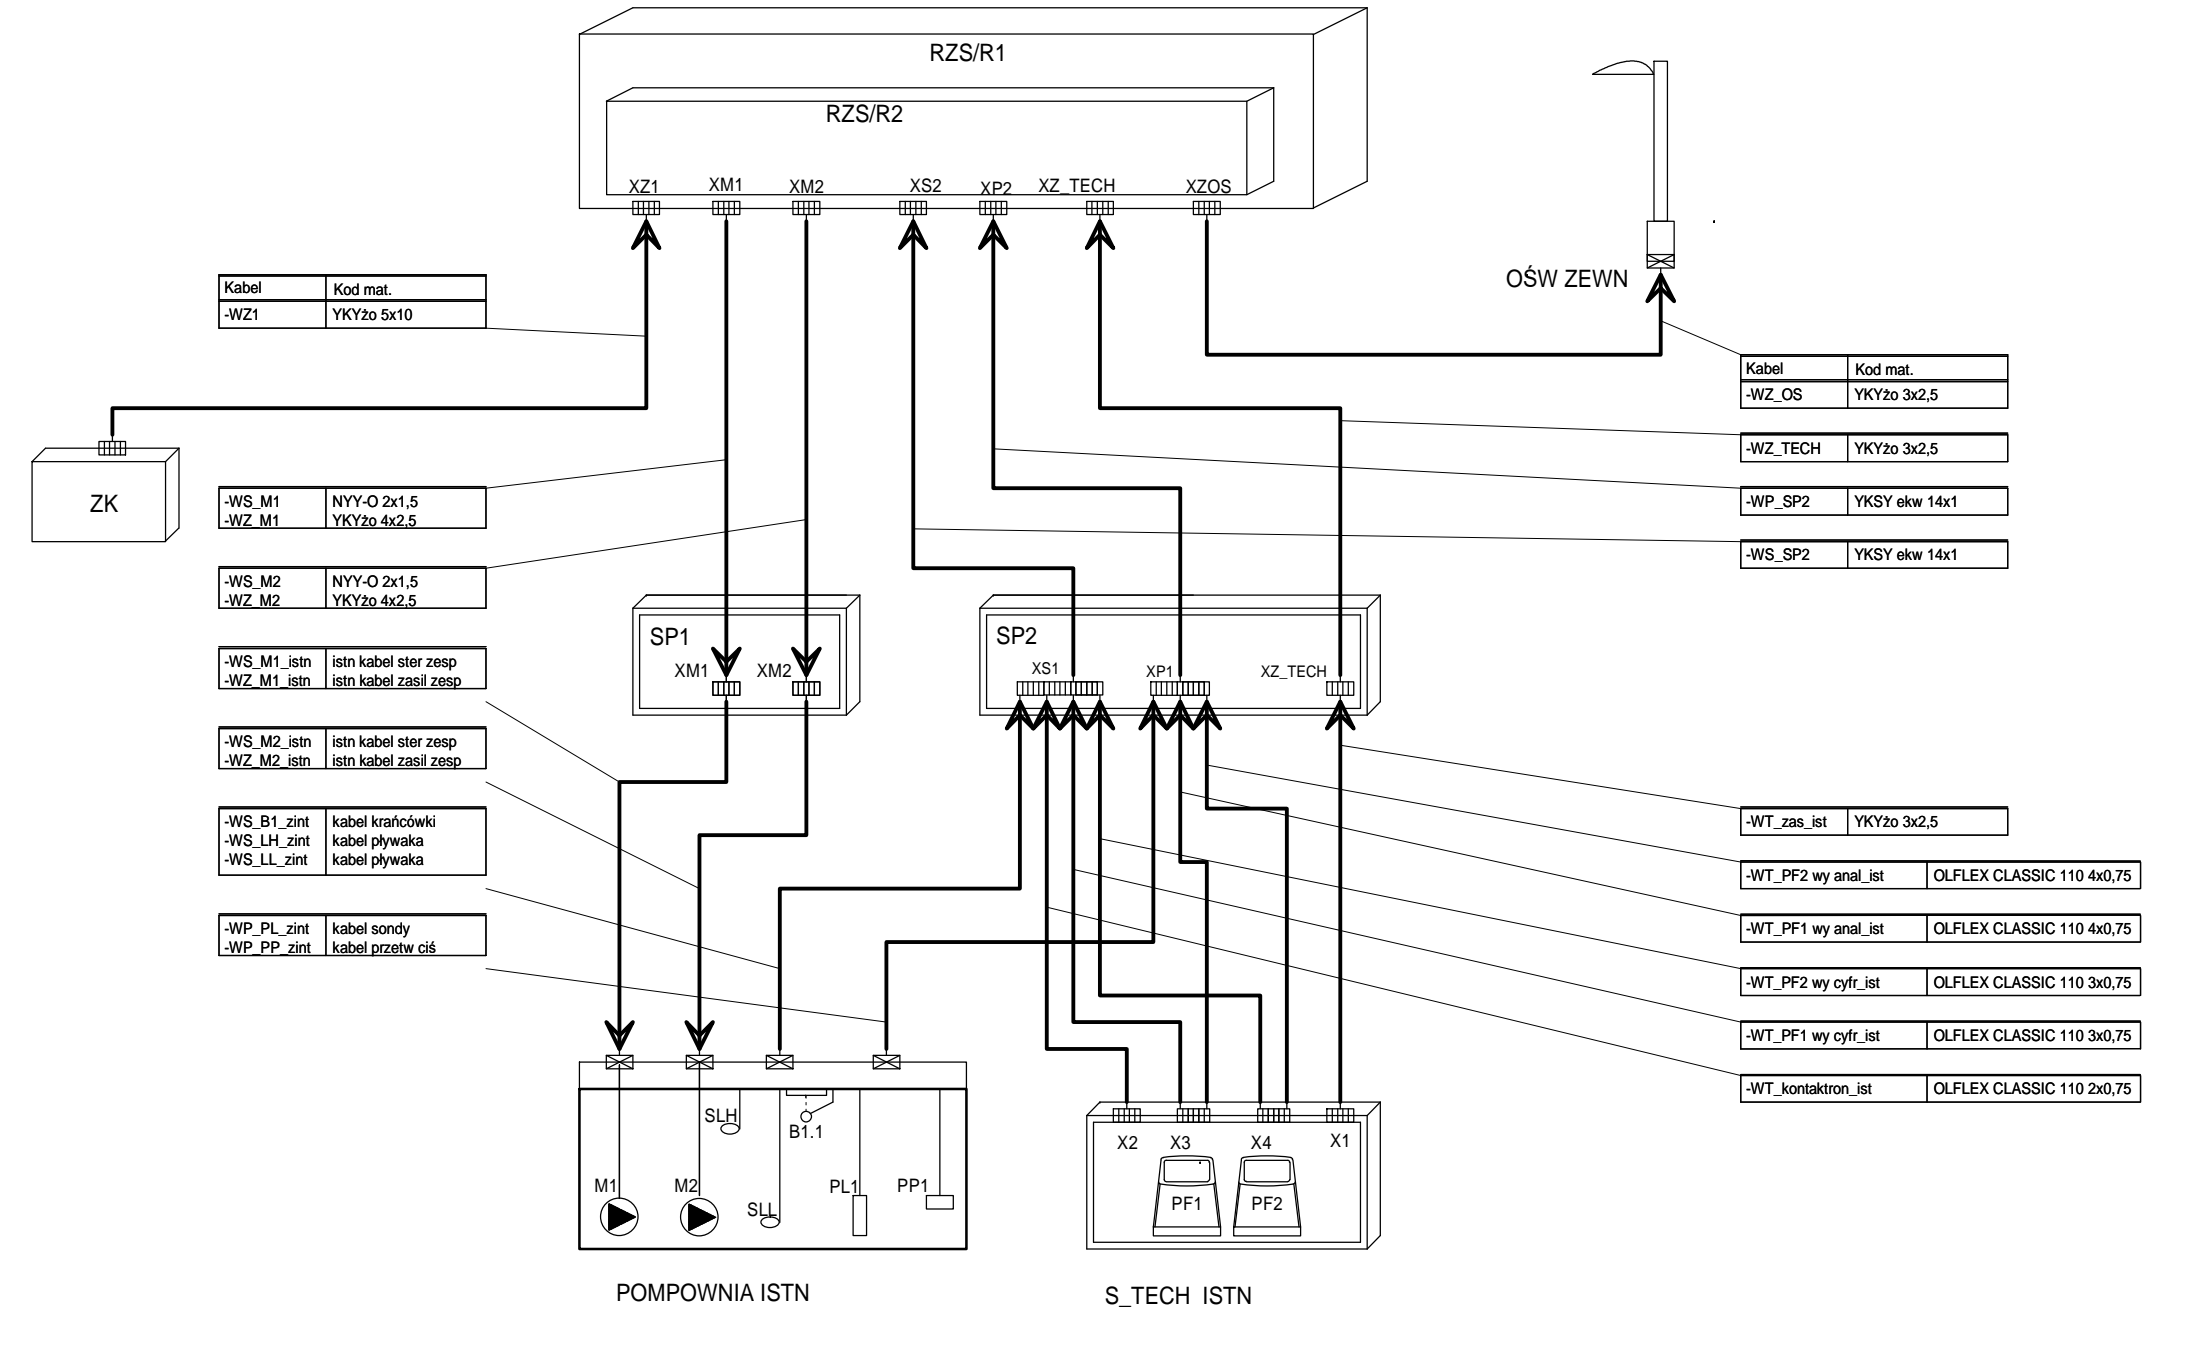 RZS/R1
RZS/R2
XZ1 XM1 XM2 XS2 XP2 XZ_TECH XZOS
OŚW ZEWN
Kabel Kod mat.
-WZ1 YKYżo 5x10
ZK
-WS_M1 NYY-O 2x1,5
-WZ_M1 YKYżo 4x2,5
-WS_M2 NYY-O 2x1,5
-WZ_M2 YKYżo 4x2,5
-WS_M1_istn istn kabel ster zesp
-WZ_M1_istn istn kabel zasil zesp
-WS_M2_istn istn kabel ster zesp
-WZ_M2_istn istn kabel zasil zesp
-WS_B1_zint kabel krańcówki
-WS_LH_zint kabel pływaka
-WS_LL_zint kabel pływaka
-WP_PL_zint kabel sondy
-WP_PP_zint kabel przetw ciś
Kabel Kod mat.
-WZ_OS YKYżo 3x2,5
-WZ_TECH YKYżo 3x2,5
-WP_SP2 YKSY ekw 14x1
-WS_SP2 YKSY ekw 14x1
SP1
XM1 XM2
SP2
XS1 XP1 XZ_TECH
-WT_zas_ist YKYżo 3x2,5
-WT_PF2 wy anal_ist OLFLEX CLASSIC 110 4x0,75
-WT_PF1 wy anal_ist OLFLEX CLASSIC 110 4x0,75
-WT_PF2 wy cyfr_ist OLFLEX CLASSIC 110 3x0,75
-WT_PF1 wy cyfr_ist OLFLEX CLASSIC 110 3x0,75
-WT_kontaktron_ist OLFLEX CLASSIC 110 2x0,75
SLH B1.1
M1 M2 SLL PL1 PP1
POMPOWNIA ISTN
X2 X3 X4 X1
PF1 PF2
S_TECH ISTN